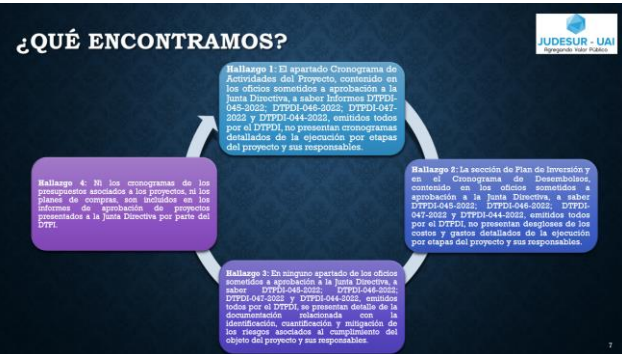 ¿QUÉ ENCONTRAMOS?
JUDESUR - UAI
Agregando Valor Público
Hallazgo 1: El apartado Cronograma de
Actividades del Proyecto, contenido en
los oficios sometidos a aprobación a la
Junta Directiva, a saber Informes DTPDI-
045-2022; DTPDI-046-2022; DTPDI-047-
2022 y DTPDI-044-2022, emitidos todos
por el DTPDI, no presentan cronogramas
detallados de la ejecución por etapas
del proyecto y sus responsables.
Hallazgo 2: La sección de Plan de Inversión y
en el Cronograma de Desembolsos,
contenido en los oficios sometidos a
aprobación a la Junta Directiva, a saber
DTPDI-045-2022; DTPDI-046-2022; DTPDI-
047-2022 y DTPDI-044-2022, emitidos todos
por el DTPDI, no presentan desgloses de los
costos y gastos detallados de la ejecución
por etapas del proyecto y sus responsables.
Hallazgo 3: En ninguno apartado de los oficios
sometidos a aprobación a la Junta Directiva, a
saber DTPDI-045-2022; DTPDI-046-2022;
DTPDI-047-2022 y DTPDI-044-2022, emitidos
todos por el DTPDI, se presentan detalle de la
documentación relacionada con la
identificación, cuantificación y mitigación de
los riesgos asociados al cumplimiento del
objeto del proyecto y sus responsables.
Hallazgo 4: Ni los cronogramas de los
presupuestos asociados a los proyectos, ni los
planes de compras, son incluidos en los
informes de aprobación de proyectos
presentados a la Junta Directiva por parte del
DTPI.
7